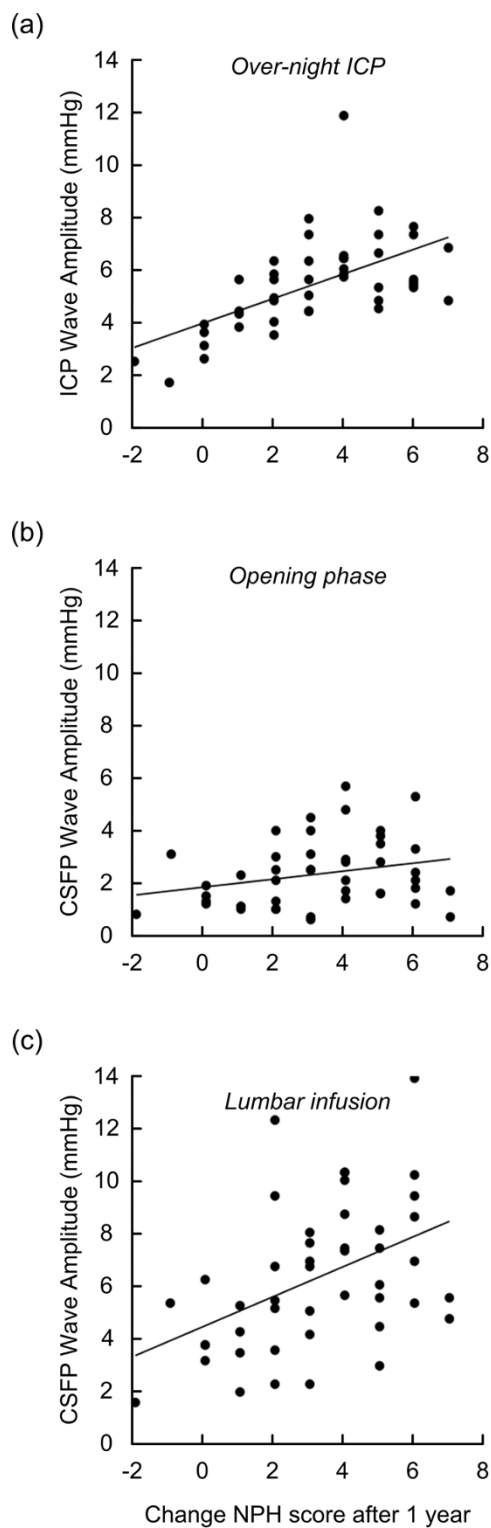 (a)
Over-night ICP
ICP Wave Amplitude (mmHg)
14
12
10
8
6
4
2
0
-2 0 2 4 6 8
(b)
Opening phase
CSFP Wave Amplitude (mmHg)
14
12
10
8
6
4
2
0
-2 0 2 4 6 8
(c)
Lumbar infusion
CSFP Wave Amplitude (mmHg)
14
12
10
8
6
4
2
0
-2 0 2 4 6 8
Change NPH score after 1 year